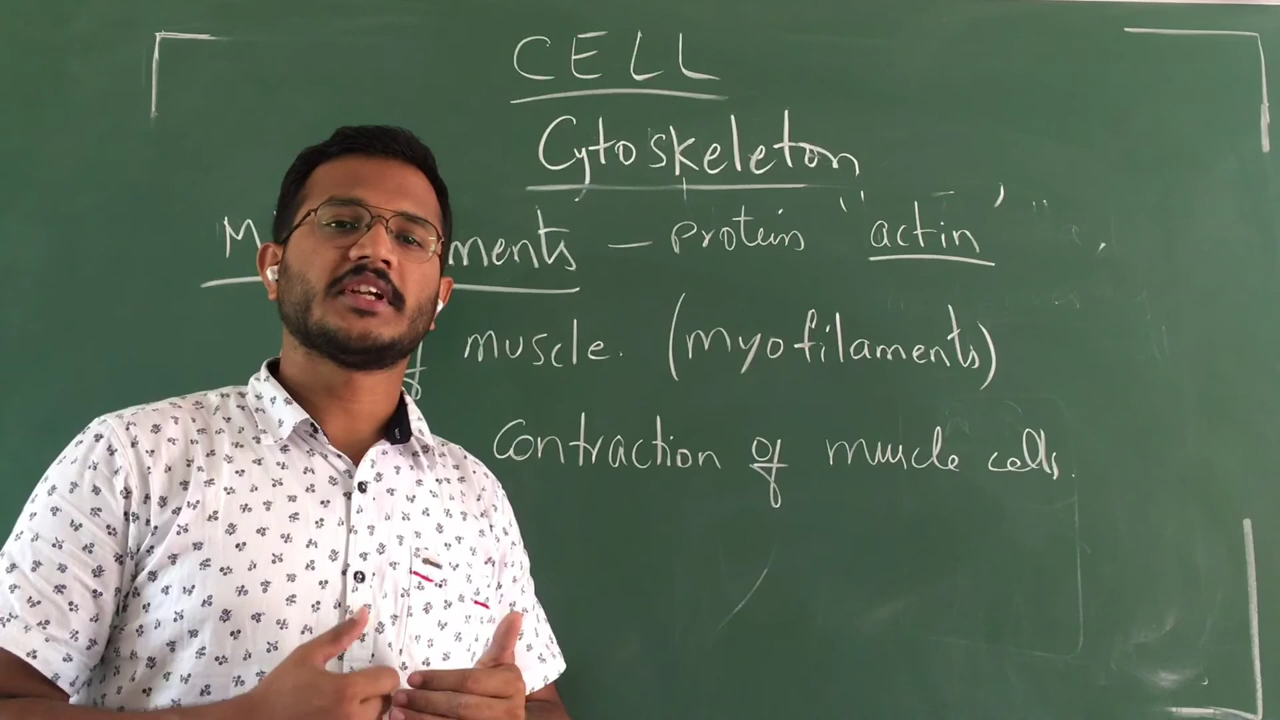 CELL
Cytoskeleton
ments — protein "actin"
muscle. (myofilaments)
Contraction of muscle cells.